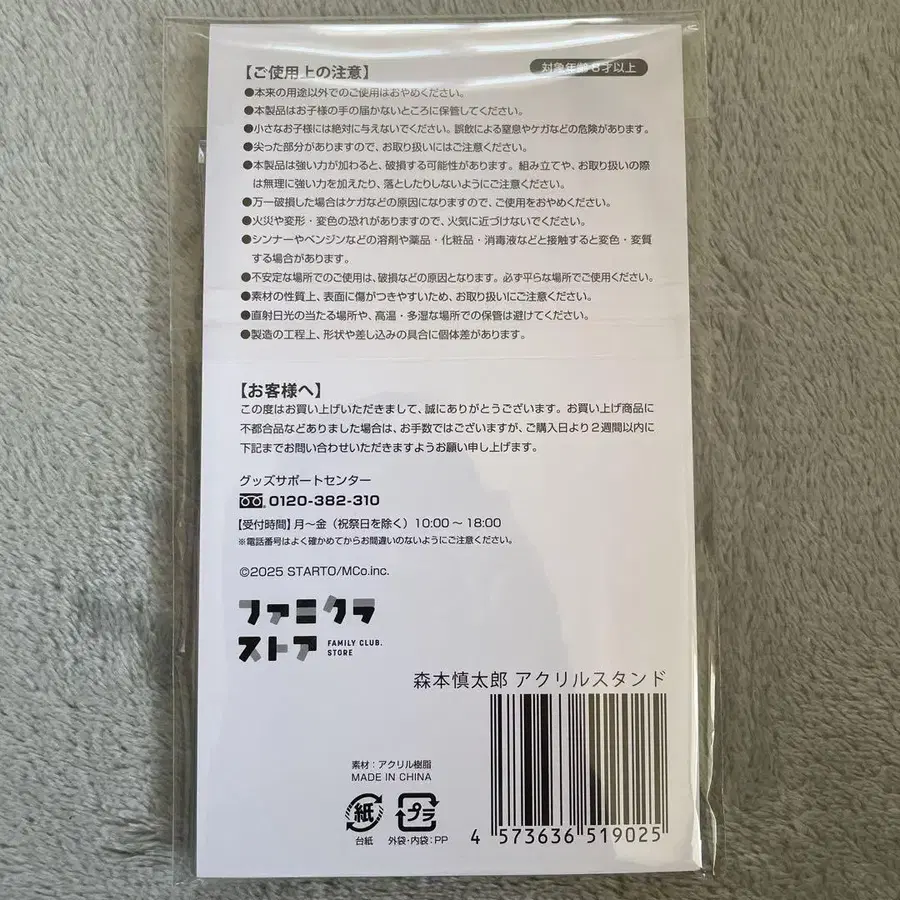 【ご使用上の注意】
対象年齢6才以上
●本来の用途以外でのご使用はおやめください。
●本製品はお子様の手の届かないところに保管してください。
●小さなお子様には絶対に与えないでください。誤飲による窒息やケガなどの危険があります。
●尖った部分がありますので、お取り扱いにはご注意ください。
●本製品は強い力が加わると、破損する可能性があります。組み立てや、お取り扱いの際
は無理に強い力を加えたり、落としたりしないようにご注意ください。
●万一破損した場合はケガなどの原因になりますので、ご使用をおやめください。
●火災や変形・変色の恐れがありますので、火気に近づけないでください。
●シンナーやベンジンなどの溶剤や薬品・化粧品・消毒液などと接触すると変色・変質
する場合があります。
●不安定な場所でのご使用は、破損などの原因となります。必ず平らな場所でご使用ください。
●素材の性質上、表面に傷がつきやすいため、お取り扱いにご注意ください。
●直射日光の当たる場所や、高温・多湿な場所での保管は避けてください。
●製造の工程上、形状や差し込みの具合に個体差があります。
【お客様へ】
この度はお買い上げいただきまして、誠にありがとうございます。お買い上げ商品に
不都合品などありました場合は、お手数ではございますが、ご購入日より2週間以内に
下記までお問い合わせいただきますようお願い申し上げます。
グッズサポートセンター
0120-382-310
【受付時間】月〜金（祝祭日を除く）10:00〜18:00
※電話番号はよく確かめてからお間違いのないようにご注意ください。
©2025 STARTO/MCo.inc.
ファミクラ
ストア
FAMILY CLUB.
STORE
森本慎太郎 アクリルスタンド
素材：アクリル樹脂
MADE IN CHINA
紙
プラ
台紙
外袋・内袋：PP
4 573636 519025